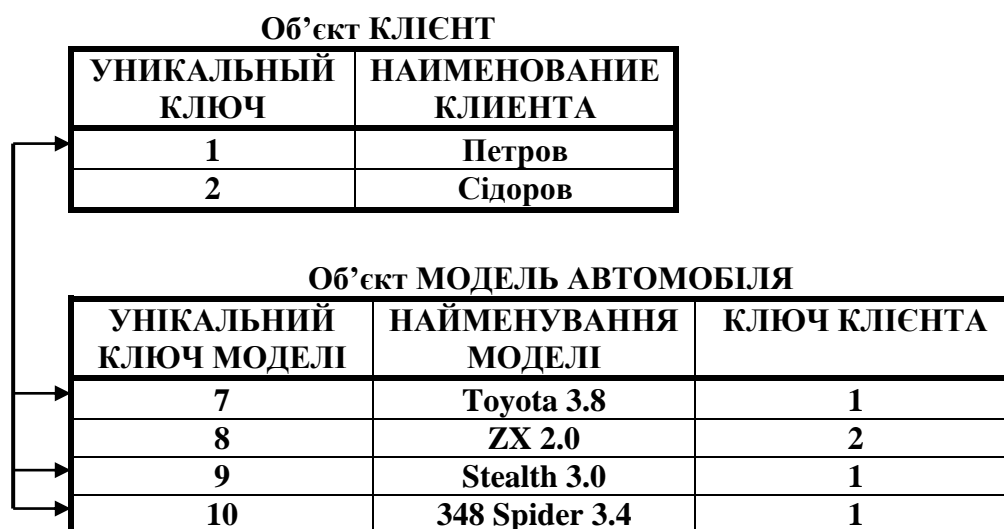 Об’єкт КЛІЄНТ
УНИКАЛЬНЫЙ КЛЮЧ НАИМЕНОВАНИЕ КЛИЕНТА
1 Петров
2 Сідоров
Об’єкт МОДЕЛЬ АВТОМОБІЛЯ
УНІКАЛЬНИЙ КЛЮЧ МОДЕЛІ НАЙМЕНУВАННЯ МОДЕЛІ КЛЮЧ КЛІЄНТА
7 Toyota 3.8 1
8 ZX 2.0 2
9 Stealth 3.0 1
10 348 Spider 3.4 1